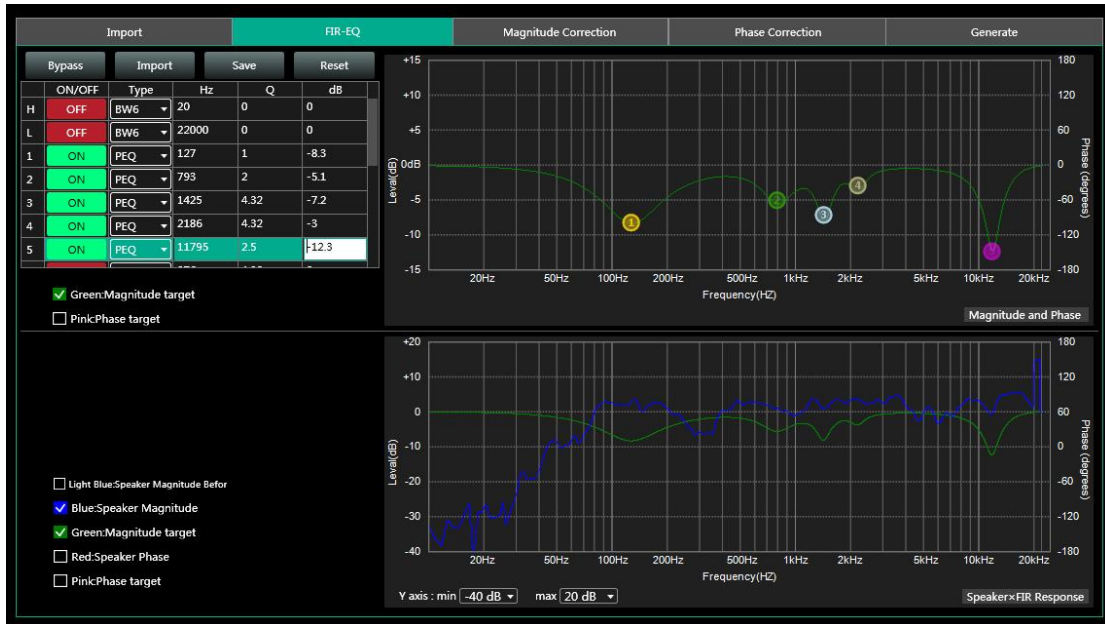 Import FIR-EQ Magnitude Correction Phase Correction Generate
Bypass Import Save Reset
ON/OFF Type Hz Q dB
H OFF BW6 20 0 0
L OFF BW6 22000 0 0
1 ON PEQ 127 1 -8.3
2 ON PEQ 793 2 -5.1
3 ON PEQ 1425 4.32 -7.2
4 ON PEQ 2186 4.32 -3
5 ON PEQ 11795 2.5 -12.3
Green:Magnitude target
Pink:Phase target
+15 180
+10 120
+5 60
0dB 0
-5 -60
-10 -120
-15 -180
Leval(dB)
Phase (degrees)
1 2 3 4 5
20Hz 50Hz 100Hz 200Hz 500Hz 1kHz 2kHz 5kHz 10kHz 20kHz
Frequency(HZ)
Magnitude and Phase
+20 180
+10 120
0 60
-10 0
-20 -60
-30 -120
-40 -180
Leval(dB)
Phase (degrees)
20Hz 50Hz 100Hz 200Hz 500Hz 1kHz 2kHz 5kHz 10kHz 20kHz
Frequency(HZ)
Light Blue:Speaker Magnitude Befor
Blue:Speaker Magnitude
Green:Magnitude target
Red:Speaker Phase
Pink:Phase target
Y axis : min -40 dB max 20 dB
Speaker×FIR Response